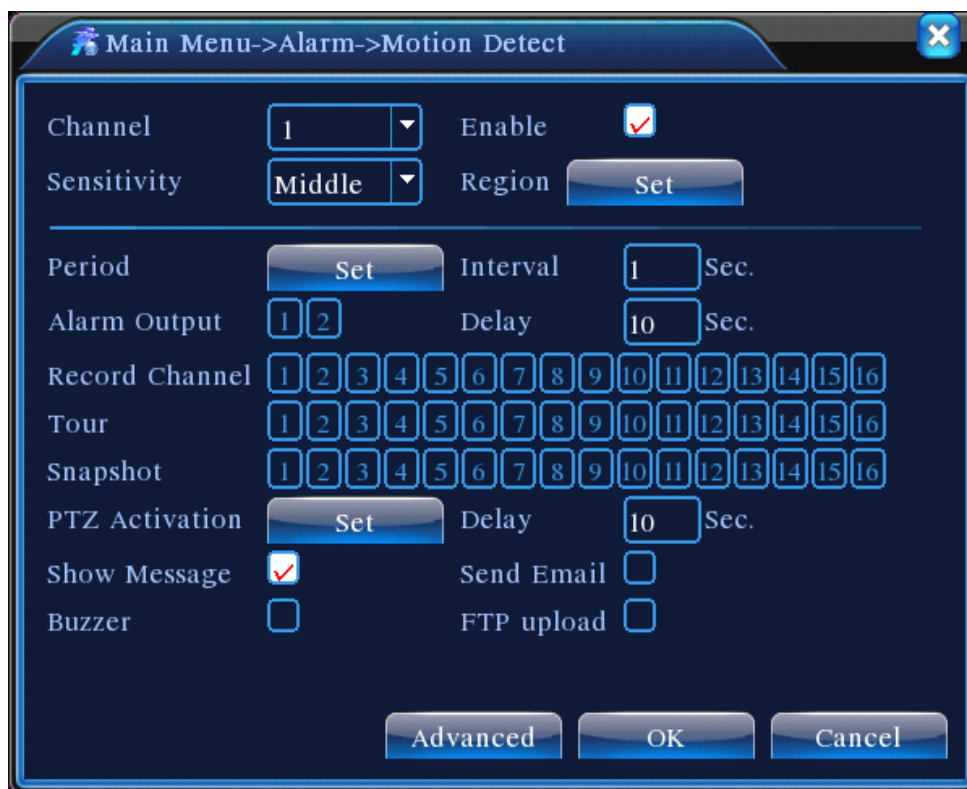 Main Menu->Alarm->Motion Detect
Channel 1 Enable
Sensitivity Middle Region Set
Period Set Interval 1 Sec.
Alarm Output 1 2 Delay 10 Sec.
Record Channel 1 2 3 4 5 6 7 8 9 10 11 12 13 14 15 16
Tour 1 2 3 4 5 6 7 8 9 10 11 12 13 14 15 16
Snapshot 1 2 3 4 5 6 7 8 9 10 11 12 13 14 15 16
PTZ Activation Set Delay 10 Sec.
Show Message Send Email
Buzzer FTP upload
Advanced OK Cancel